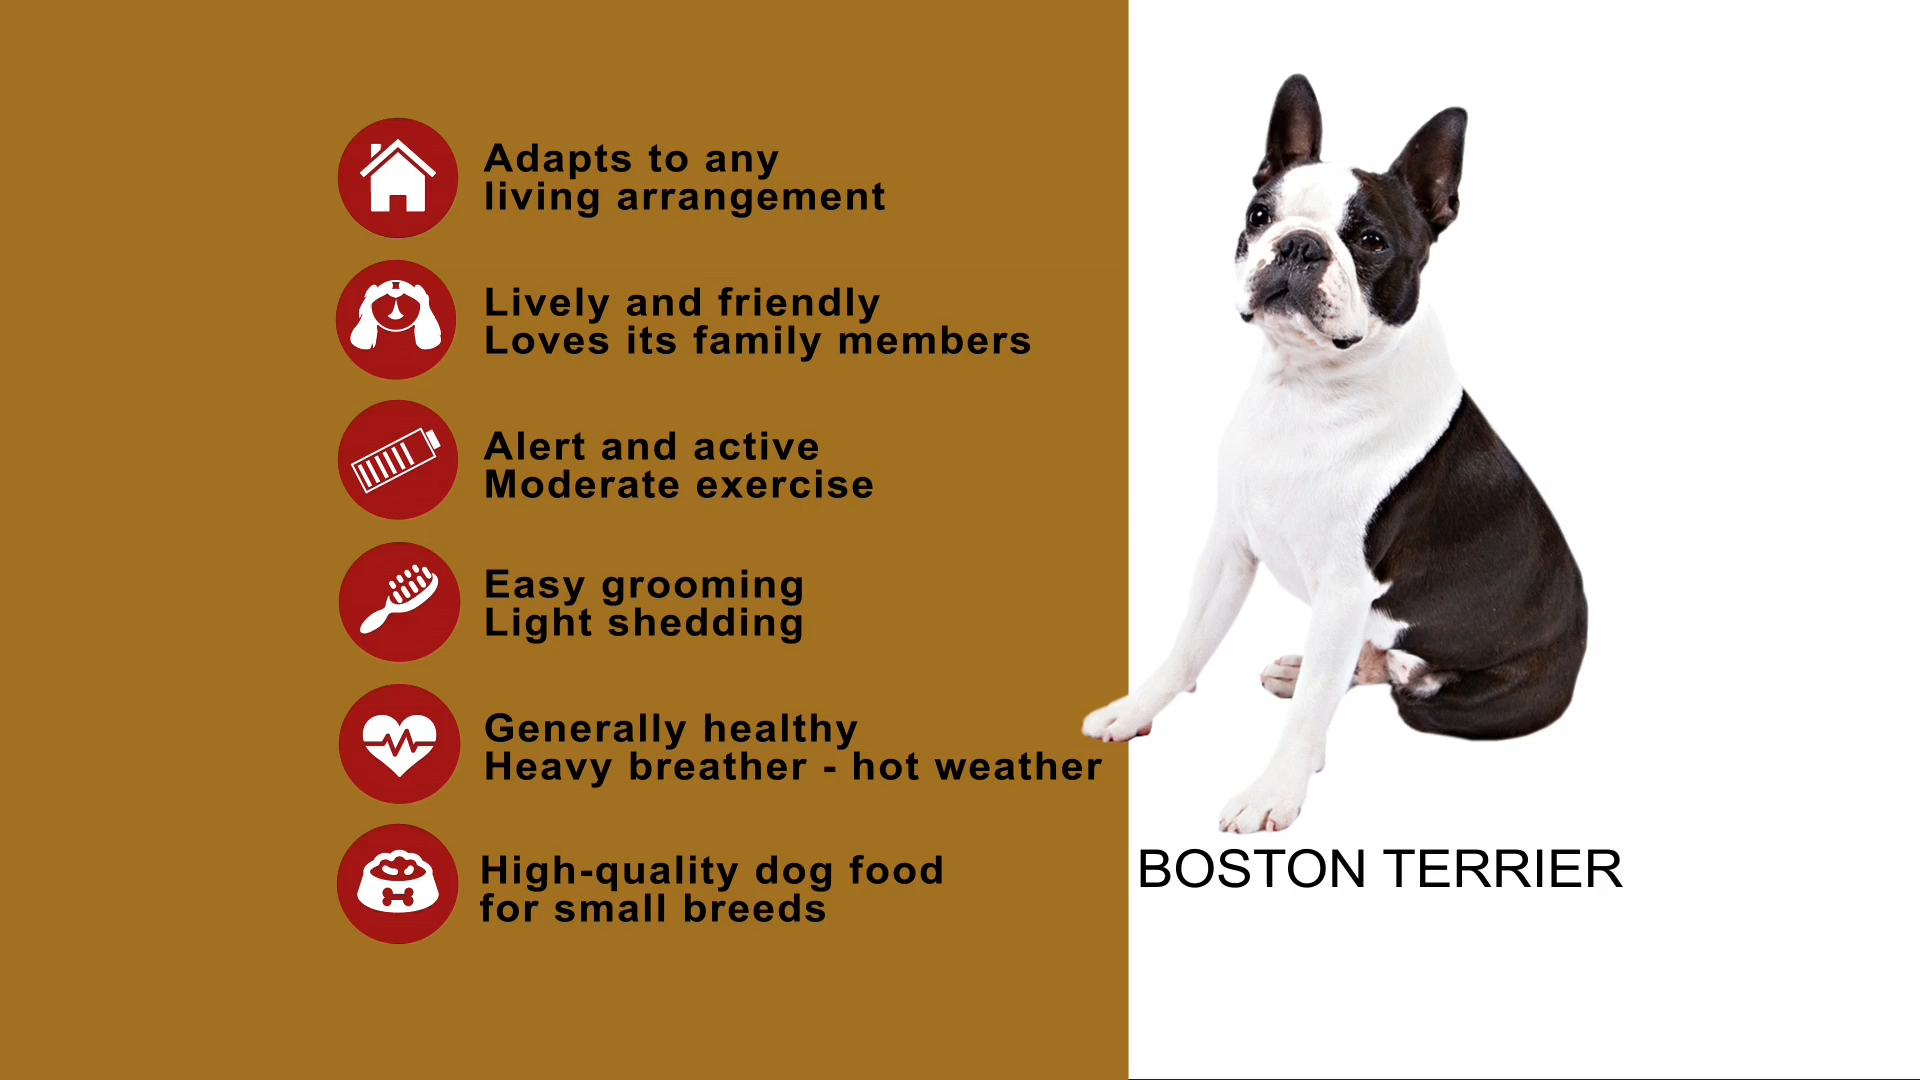 Adapts to any
living arrangement
Lively and friendly
Loves its family members
Alert and active
Moderate exercise
Easy grooming
Light shedding
Generally healthy
Heavy breather - hot weather
High-quality dog food
for small breeds
BOSTON TERRIER